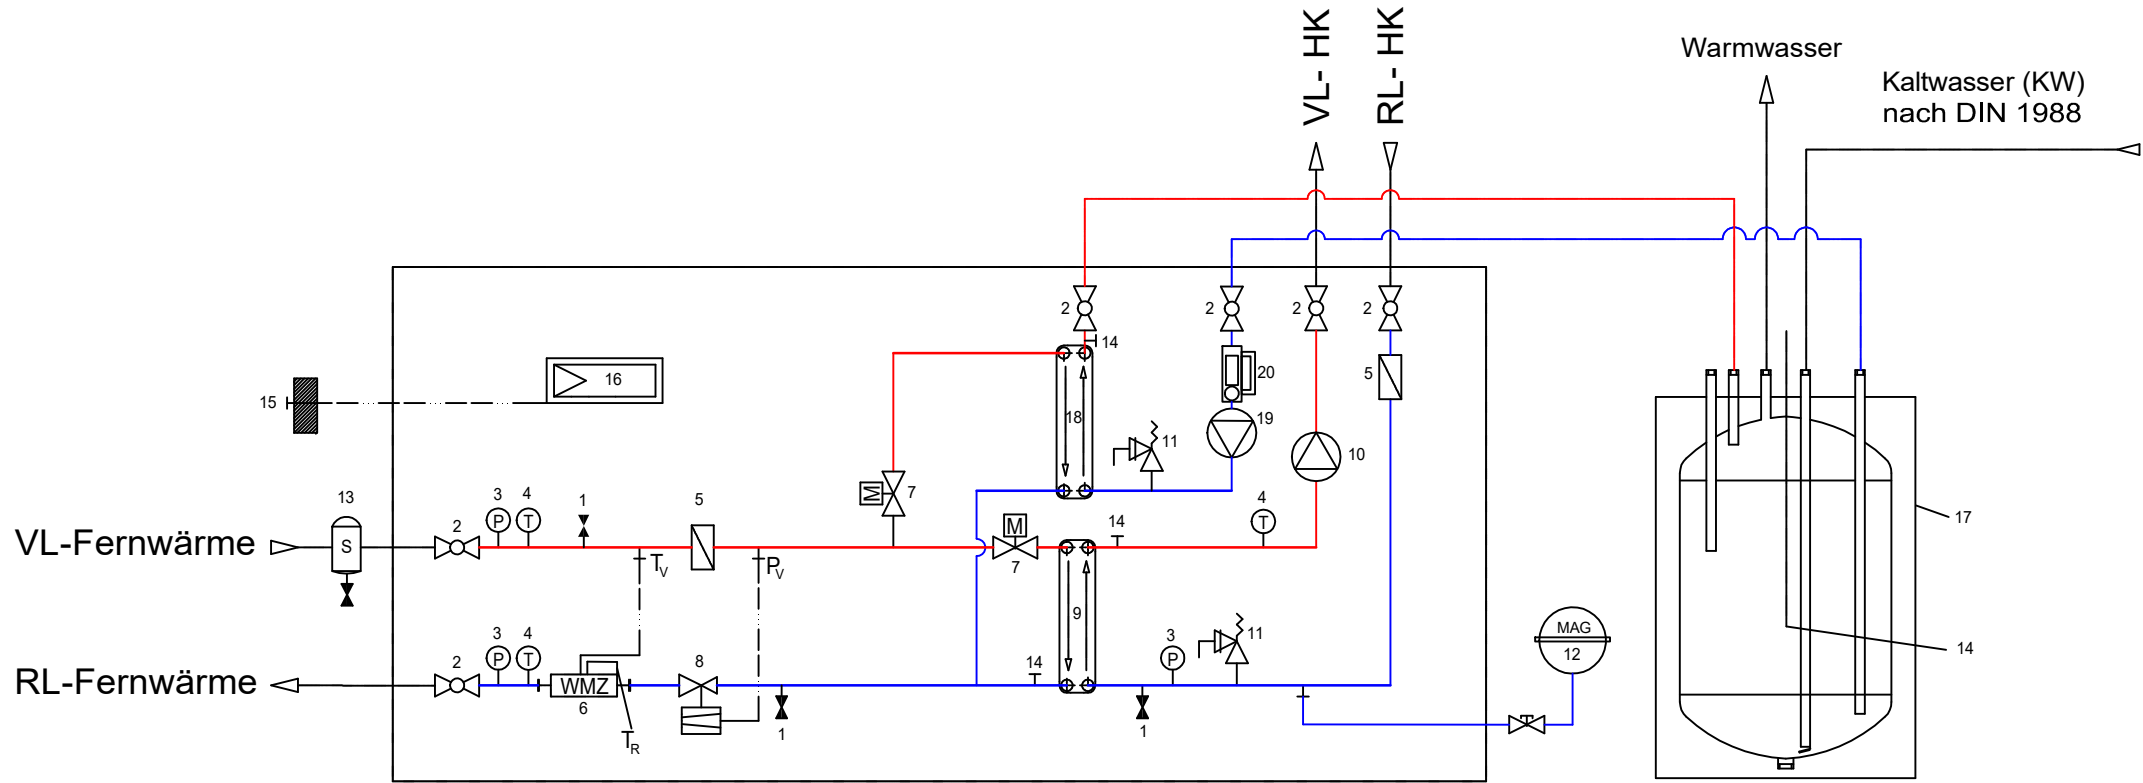 VL- HK
RL- HK
Warmwasser
Kaltwasser (KW)
nach DIN 1988
2
2
2
2
14
16
15
20
5
18
19
11
10
13
3
4
1
5
7
4
14
17
P
T
2
M
T
M
VL-Fernwärme
S
TV
PV
7
9
MAG
12
3
4
8
14
3
11
14
P
T
2
P
RL-Fernwärme
WMZ
6
TR
1
1